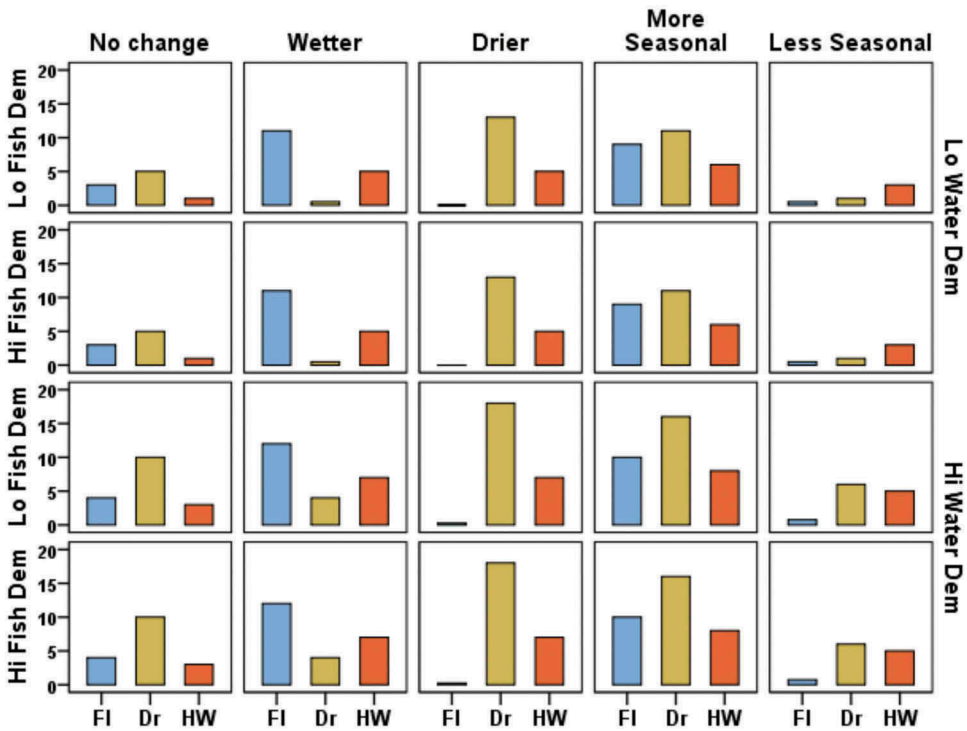 No change
Wetter
Drier
More
Seasonal
Less Seasonal
Lo Fish Dem
20
15
10
5
0
Hi Fish Dem
20
15
10
5
0
Lo Water Dem
Lo Fish Dem
20
15
10
5
0
Hi Fish Dem
20
15
10
5
0
Hi Water Dem
Fl Dr HW
Fl Dr HW
Fl Dr HW
Fl Dr HW
Fl Dr HW